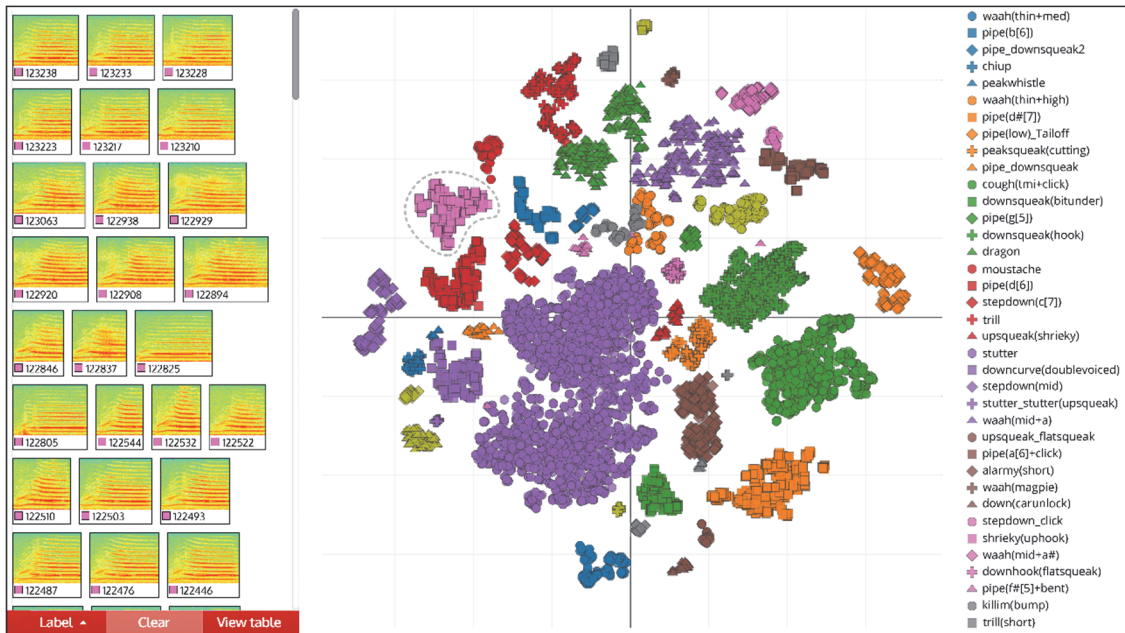 123238 123233 123228
123223 123217 123210
123063 122938 122929
122920 122908 122894
122846 122837 122825
122805 122544 122532 122522
122510 122503 122493
122487 122476 122446
Label Clear View table
waah(thin+med)
pipe(b[6])
pipe_downsqueak2
chiup
peakwhistle
waah(thin+high)
pipe(d#[7])
pipe(low)_Tailoff
peaksqueak(cutting)
pipe_downsqueak
cough(tmi+click)
downsqueak(bitunder)
pipe(g[5])
downsqueak(hook)
dragon
moustache
pipe(d[6])
stepdown(c[7])
trill
upsqueak(shrieky)
stutter
downcurve(doublevoiced)
stepdown(mid)
stutter_stutter(upsqueak)
waah(mid+a)
upsqueak_flatsqueak
pipe(a[6]+click)
alarmy(short)
waah(magpie)
down(carunlock)
stepdown_click
shrieky(uphook)
waah(mid+a#)
downhook(flatsqueak)
pipe(f#[5]+bent)
killim(bump)
trill(short)